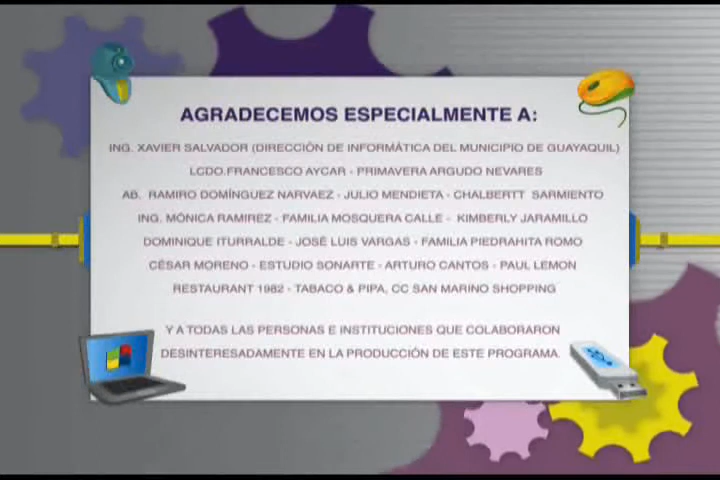 AGRADECEMOS ESPECIALMENTE A:
ING. XAVIER SALVADOR (DIRECCIÓN DE INFORMÁTICA DEL MUNICIPIO DE GUAYAQUIL)
LCDO.FRANCESCO AYCAR - PRIMAVERA ARGUDO NEVARES
AB. RAMIRO DOMÍNGUEZ NARVAEZ - JULIO MENDIETA - CHALBERTT SARMIENTO
ING. MÓNICA RAMIREZ - FAMILIA MOSQUERA CALLE - KIMBERLY JARAMILLO
DOMINIQUE ITURRALDE - JOSÉ LUIS VARGAS - FAMILIA PIEDRAHITA ROMO
CÉSAR MORENO - ESTUDIO SONARTE - ARTURO CANTOS - PAUL LEMON
RESTAURANT 1982 - TABACO & PIPA, CC SAN MARINO SHOPPING
Y A TODAS LAS PERSONAS E INSTITUCIONES QUE COLABORARON
DESINTERESADAMENTE EN LA PRODUCCIÓN DE ESTE PROGRAMA.